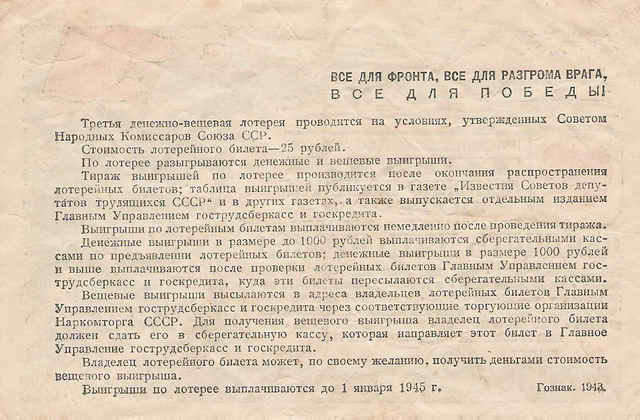 ВСЕ ДЛЯ ФРОНТА, ВСЕ ДЛЯ РАЗГРОМА ВРАГА,
ВСЕ ДЛЯ ПОБЕДЫ!
Третья денежно-вещевая лотерея проводится на условиях, утвержденных Советом
Народных Комиссаров Союза ССР.
Стоимость лотерейного билета—25 рублей.
По лотерее разыгрываются денежные и вещевые выигрыши.
Тираж выигрышей по лотерее производится после окончания распространения
лотерейных билетов; таблица выигрышей публикуется в газете „Известия Советов депу-
татов трудящихся СССР“ и в других газетах, а также выпускается отдельным изданием
Главным Управлением гострудсберкасс и госкредита.
Выигрыши по лотерейным билетам выплачиваются немедленно после проведения тиража.
Денежные выигрыши в размере до 1000 рублей выплачиваются сберегательными кас-
сами по предъявлении лотерейных билетов; денежные выигрыши в размере 1000 рублей
и выше выплачиваются после проверки лотерейных билетов Главным Управлением гос-
трудсберкасс и госкредита, куда эти билеты пересылаются сберегательными кассами.
Вещевые выигрыши высылаются в адреса владельцев лотерейных билетов Главным
Управлением гострудсберкасс и госкредита через соответствующие торгующие организации
Наркомторга СССР. Для получения вещевого выигрыша владелец лотерейного билета
должен сдать его в сберегательную кассу, которая направляет этот билет в Главное
Управление гострудсберкасс и госкредита.
Владелец лотерейного билета может, по своему желанию, получить деньгами стоимость
вещевого выигрыша.
Выигрыши по лотерее выплачиваются до 1 января 1945 г. Гознак. 1943.